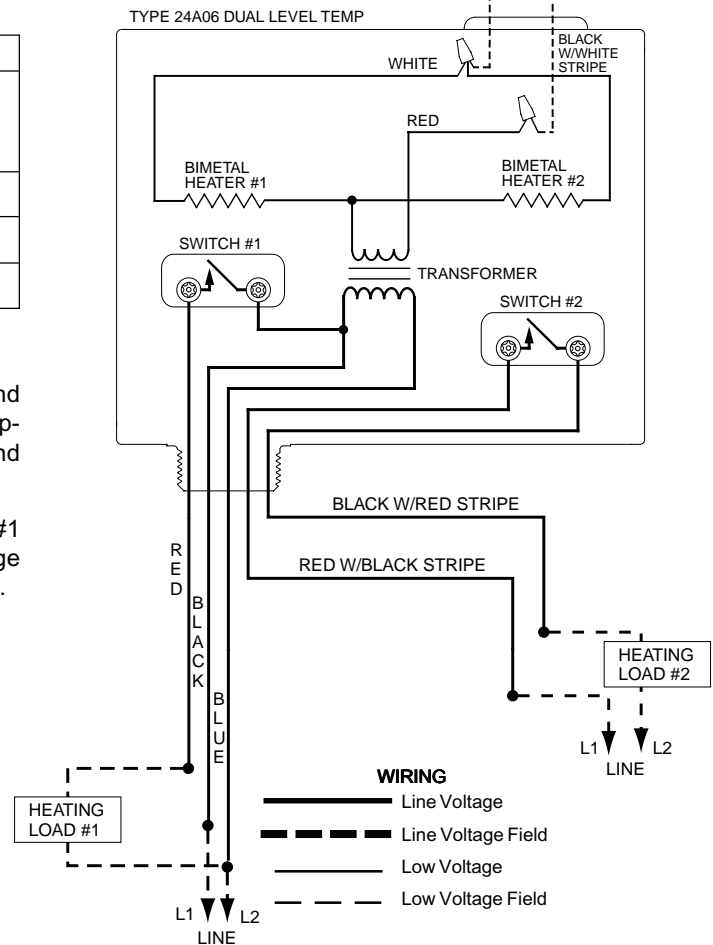 TYPE 24A06 DUAL LEVEL TEMP
BLACK
W/WHITE
STRIPE
WHITE
RED
BIMETAL
HEATER #1
BIMETAL
HEATER #2
SWITCH #1
TRANSFORMER
SWITCH #2
nd
p-
nd
#1
ge
.
BLACK W/RED STRIPE
RED W/BLACK STRIPE
RED
BLACK
BLUE
HEATING
LOAD #2
L1
L2
LINE
HEATING
LOAD #1
L1
L2
LINE
WIRING
Line Voltage
Line Voltage Field
Low Voltage
Low Voltage Field